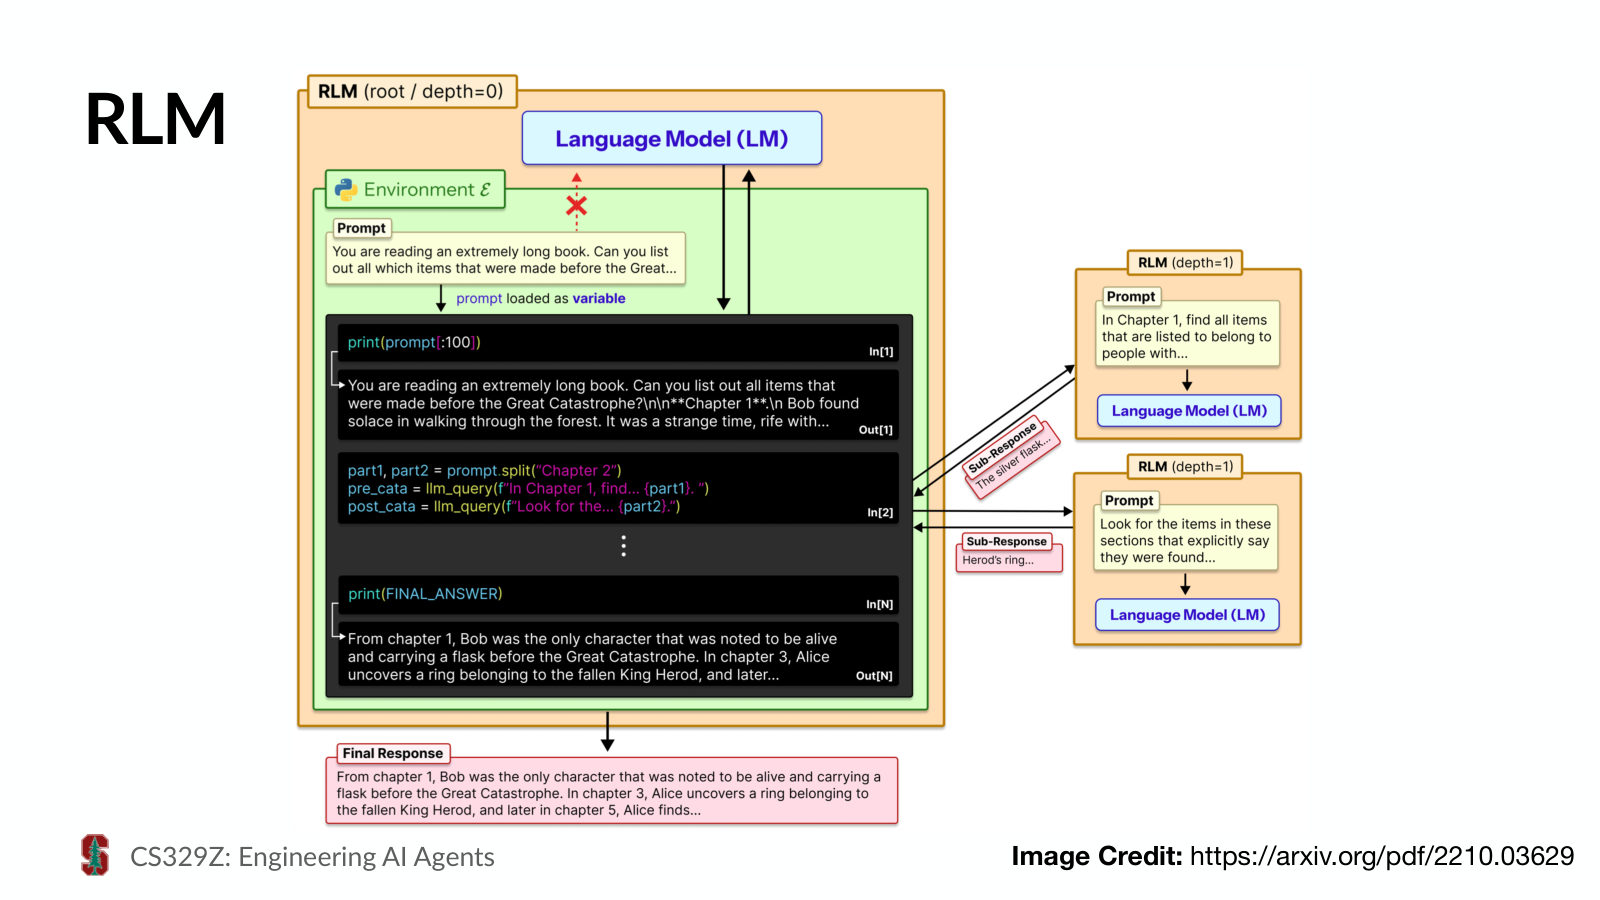 RLM
RLM (root / depth=0)
Language Model (LM)
Environment ℰ
Prompt
You are reading an extremely long book. Can you list
out all which items that were made before the Great...
prompt loaded as variable
print(prompt[:100])
In[1]
You are reading an extremely long book. Can you list out all items that
were made before the Great Catastrophe?\n\n**Chapter 1**.\n Bob found
solace in walking through the forest. It was a strange time, rife with...
Out[1]
part1, part2 = prompt.split("Chapter 2")
pre_cata = llm_query(f"In Chapter 1, find... {part1}. ")
post_cata = llm_query(f"Look for the... {part2}.")
In[2]
print(FINAL_ANSWER)
In[N]
From chapter 1, Bob was the only character that was noted to be alive
and carrying a flask before the Great Catastrophe. In chapter 3, Alice
uncovers a ring belonging to the fallen King Herod, and later...
Out[N]
Final Response
From chapter 1, Bob was the only character that was noted to be alive and carrying a
flask before the Great Catastrophe. In chapter 3, Alice uncovers a ring belonging to
the fallen King Herod, and later in chapter 5, Alice finds...
RLM (depth=1)
Prompt
In Chapter 1, find all items
that are listed to belong to
people with...
Language Model (LM)
Sub-Response
The silver flask...
RLM (depth=1)
Prompt
Look for the items in these
sections that explicitly say
they were found...
Language Model (LM)
Sub-Response
Herod's ring...
CS329Z: Engineering AI Agents
Image Credit: https://arxiv.org/pdf/2210.03629